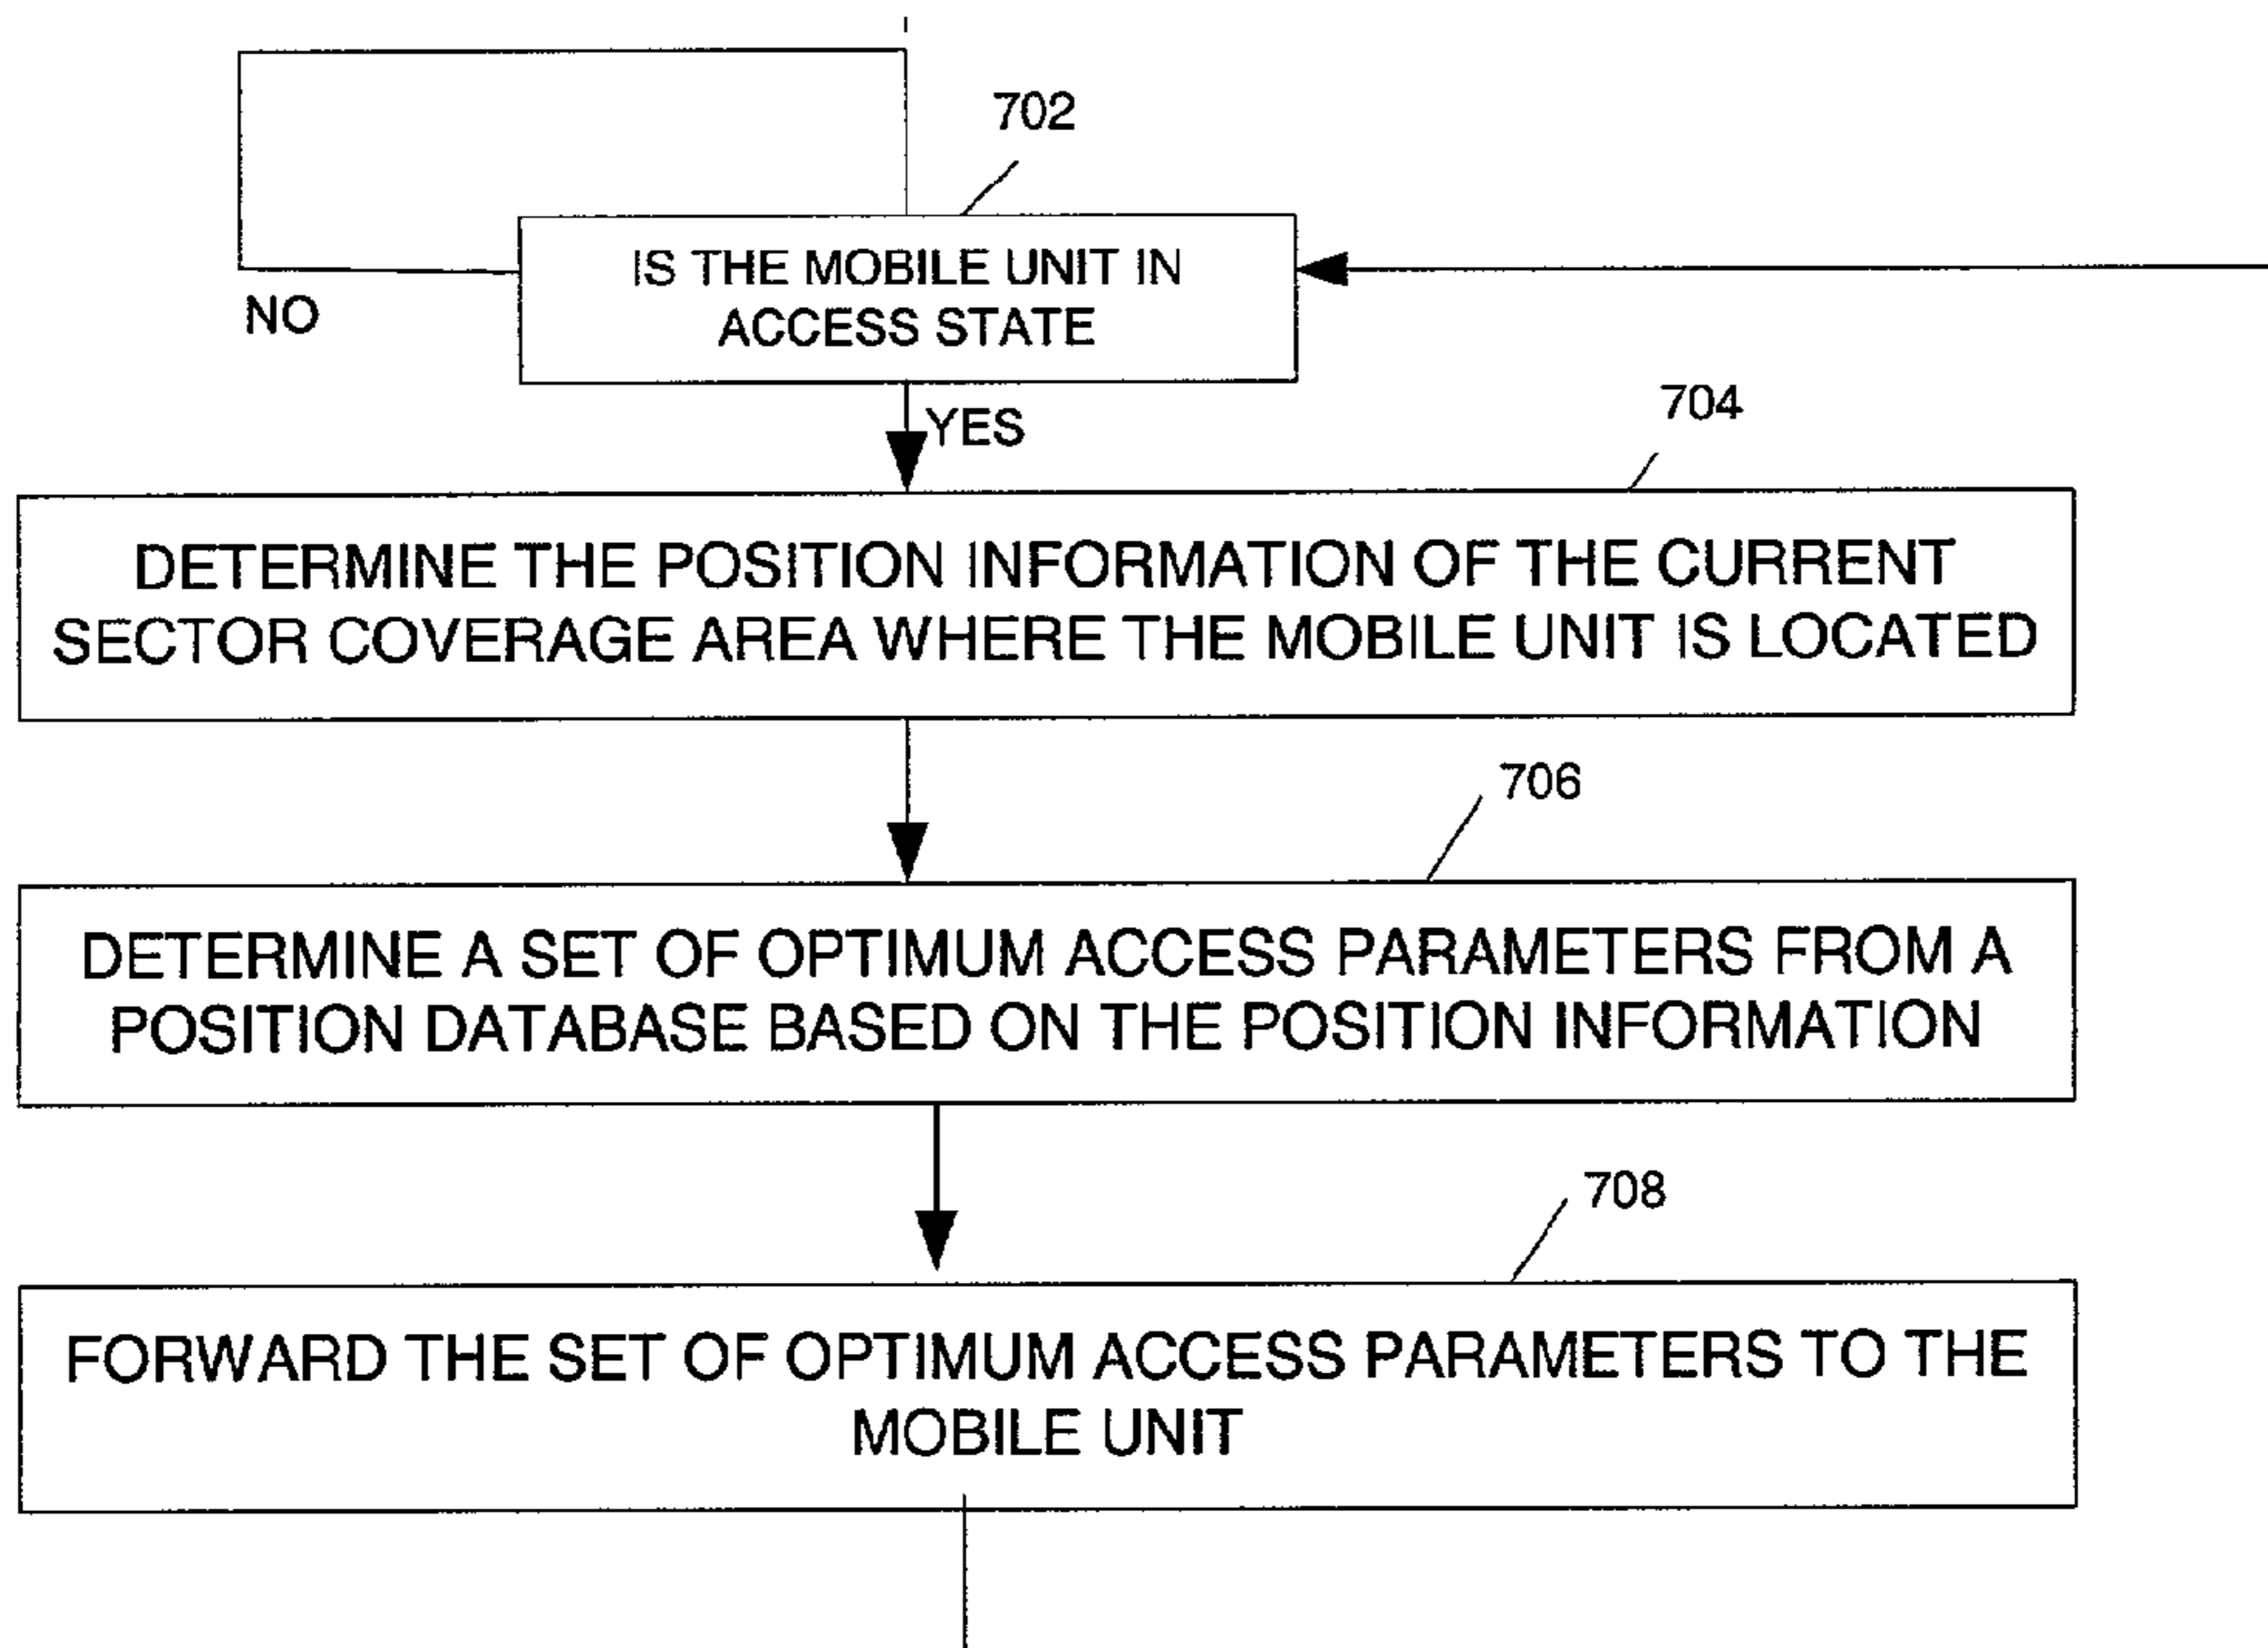 702
IS THE MOBILE UNIT IN
ACCESS STATE
NO
YES
704
DETERMINE THE POSITION INFORMATION OF THE CURRENT
SECTOR COVERAGE AREA WHERE THE MOBILE UNIT IS LOCATED
706
DETERMINE A SET OF OPTIMUM ACCESS PARAMETERS FROM A
POSITION DATABASE BASED ON THE POSITION INFORMATION
708
FORWARD THE SET OF OPTIMUM ACCESS PARAMETERS TO THE
MOBILE UNIT